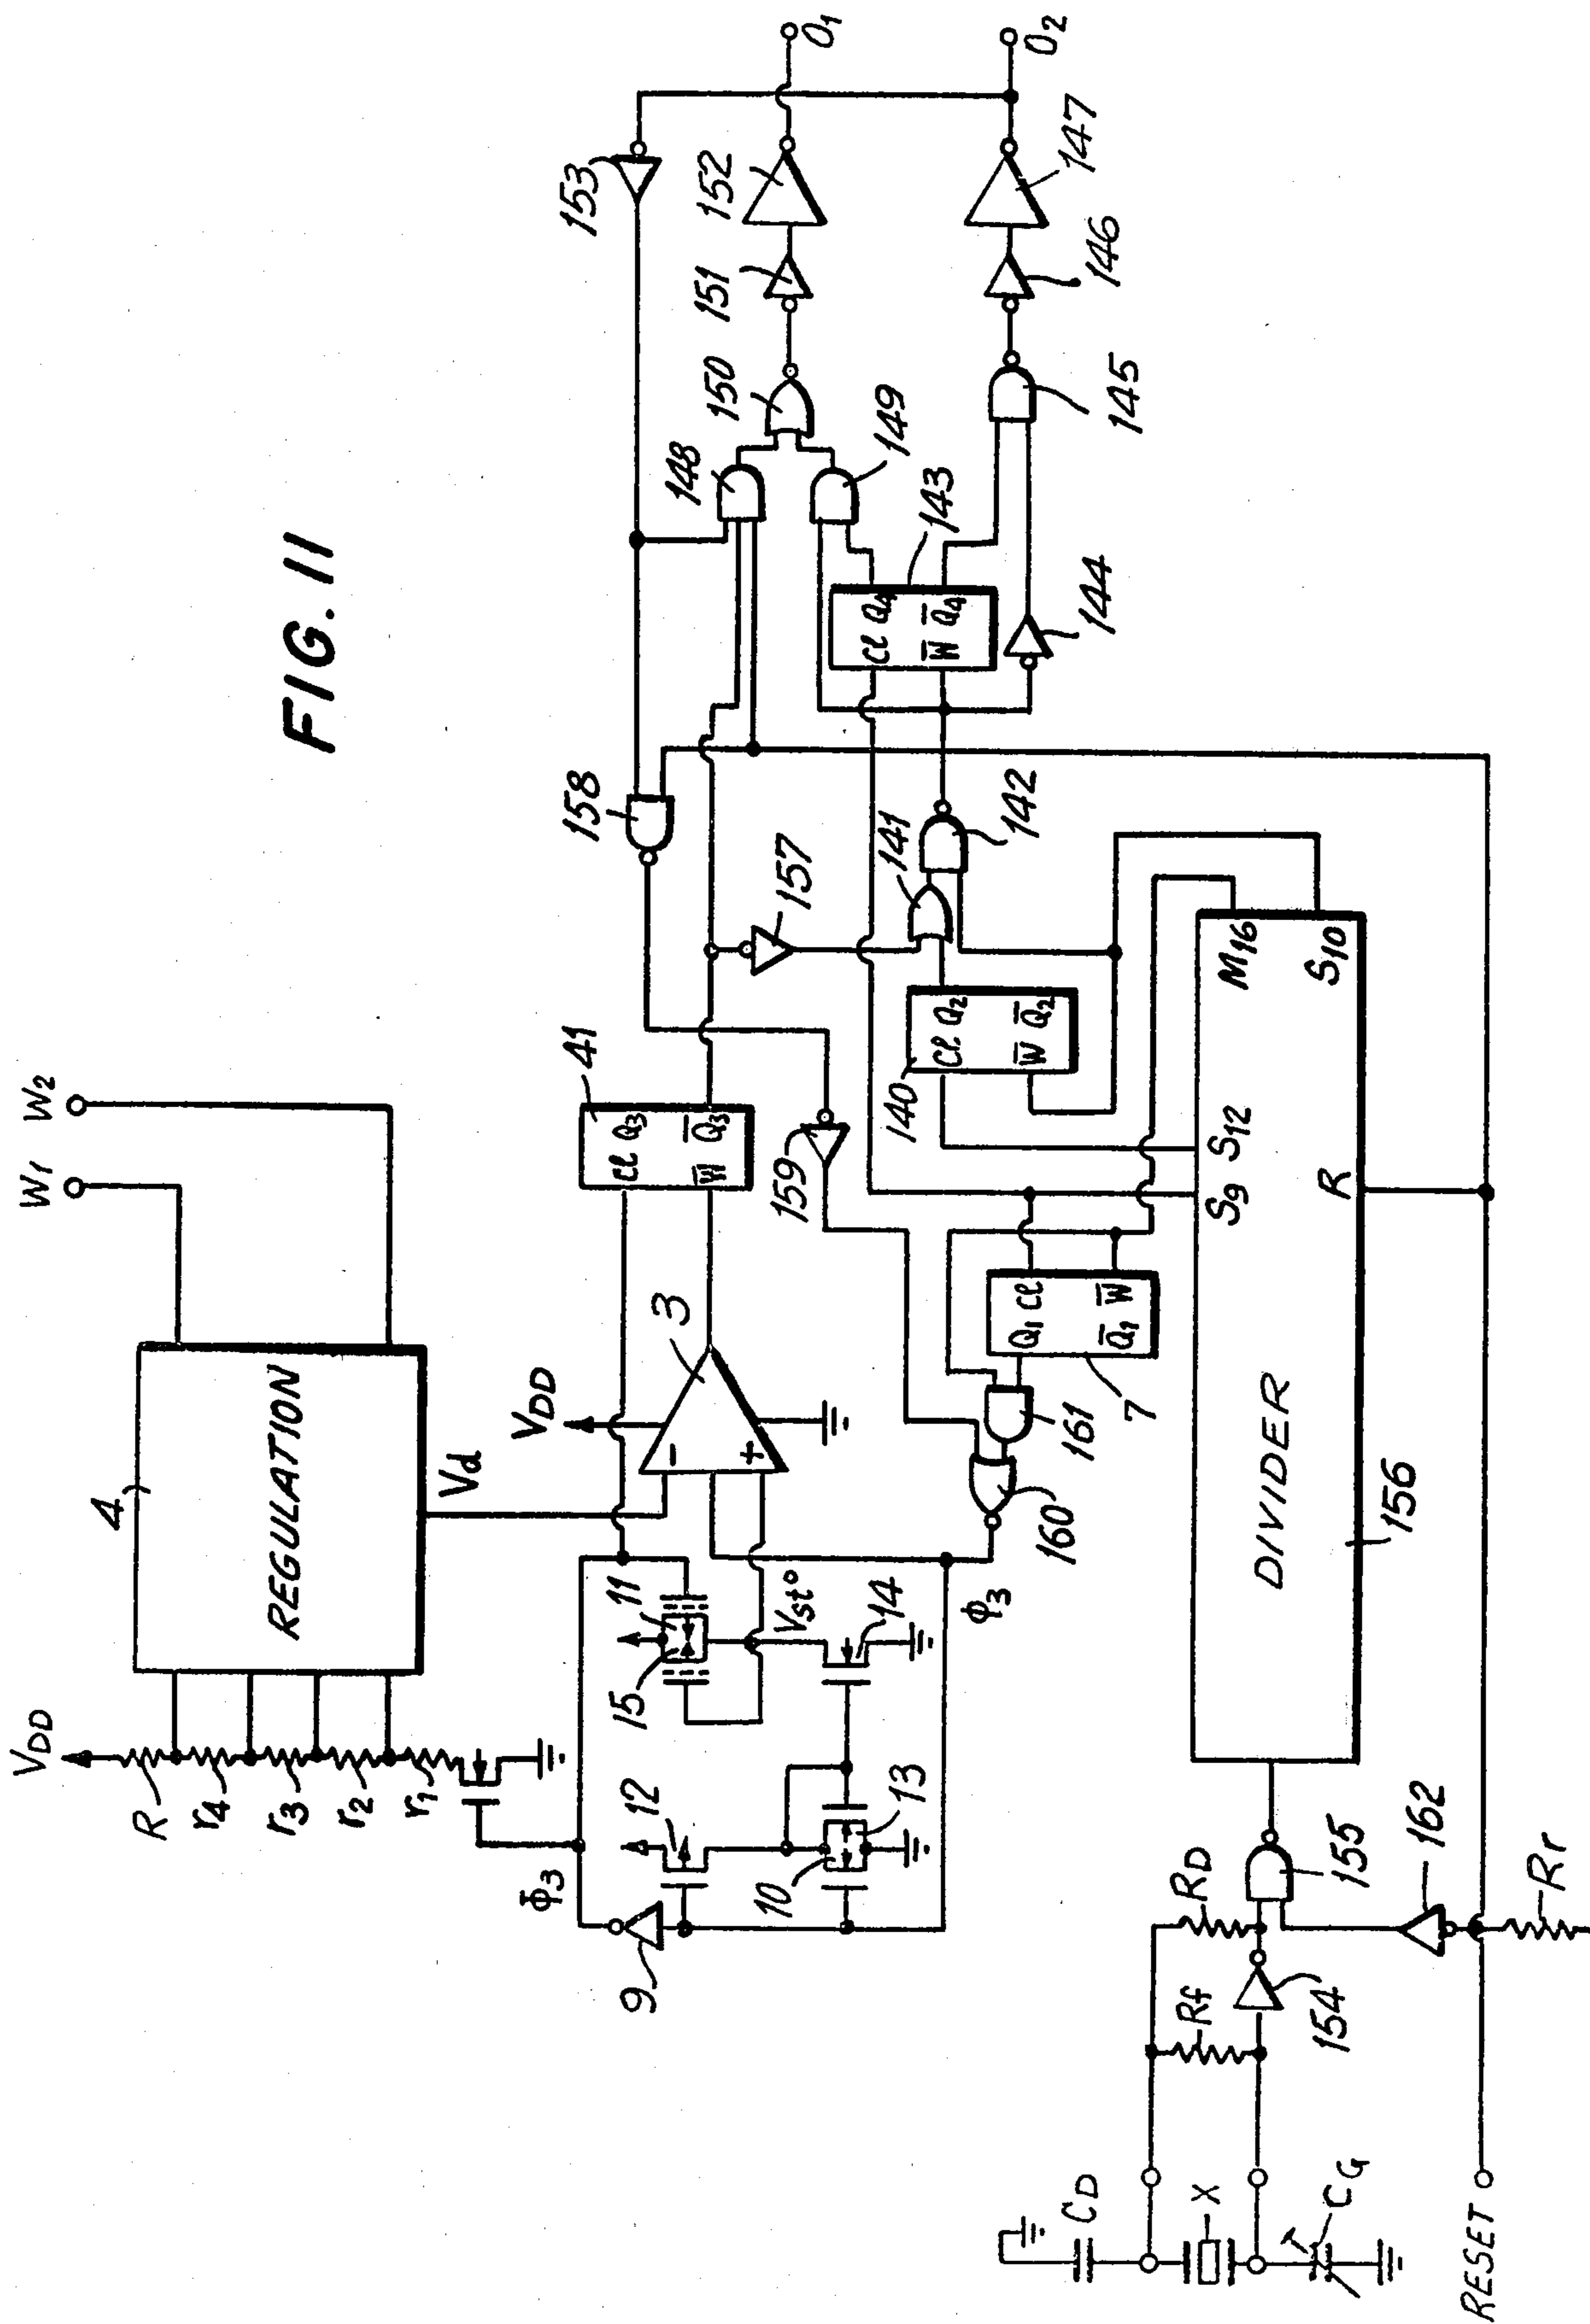 FIG. 11
W1
W2
4
REGULATION
Vd
VDD
R
r4
r3
r2
r1
Φ3
9
12
10
13
15
11
14
Vst°
VDD
3
−
+
Cl Q3
W̅ Q̅3
41
153
158
157
159
148
149
150
151
152
O1
O2
147
146
145
144
143
Cl Q4
W̅ Q̅4
142
141
140
Cl. Q2
W̅ Q̅2
Q1 Cl
Q̅1 W̅
7
161
160
Φ3
S9
S12
M16
S10
R
DIVIDER
156
155
162
Rr
RD
Rf
154
CD
X
CG
RESET